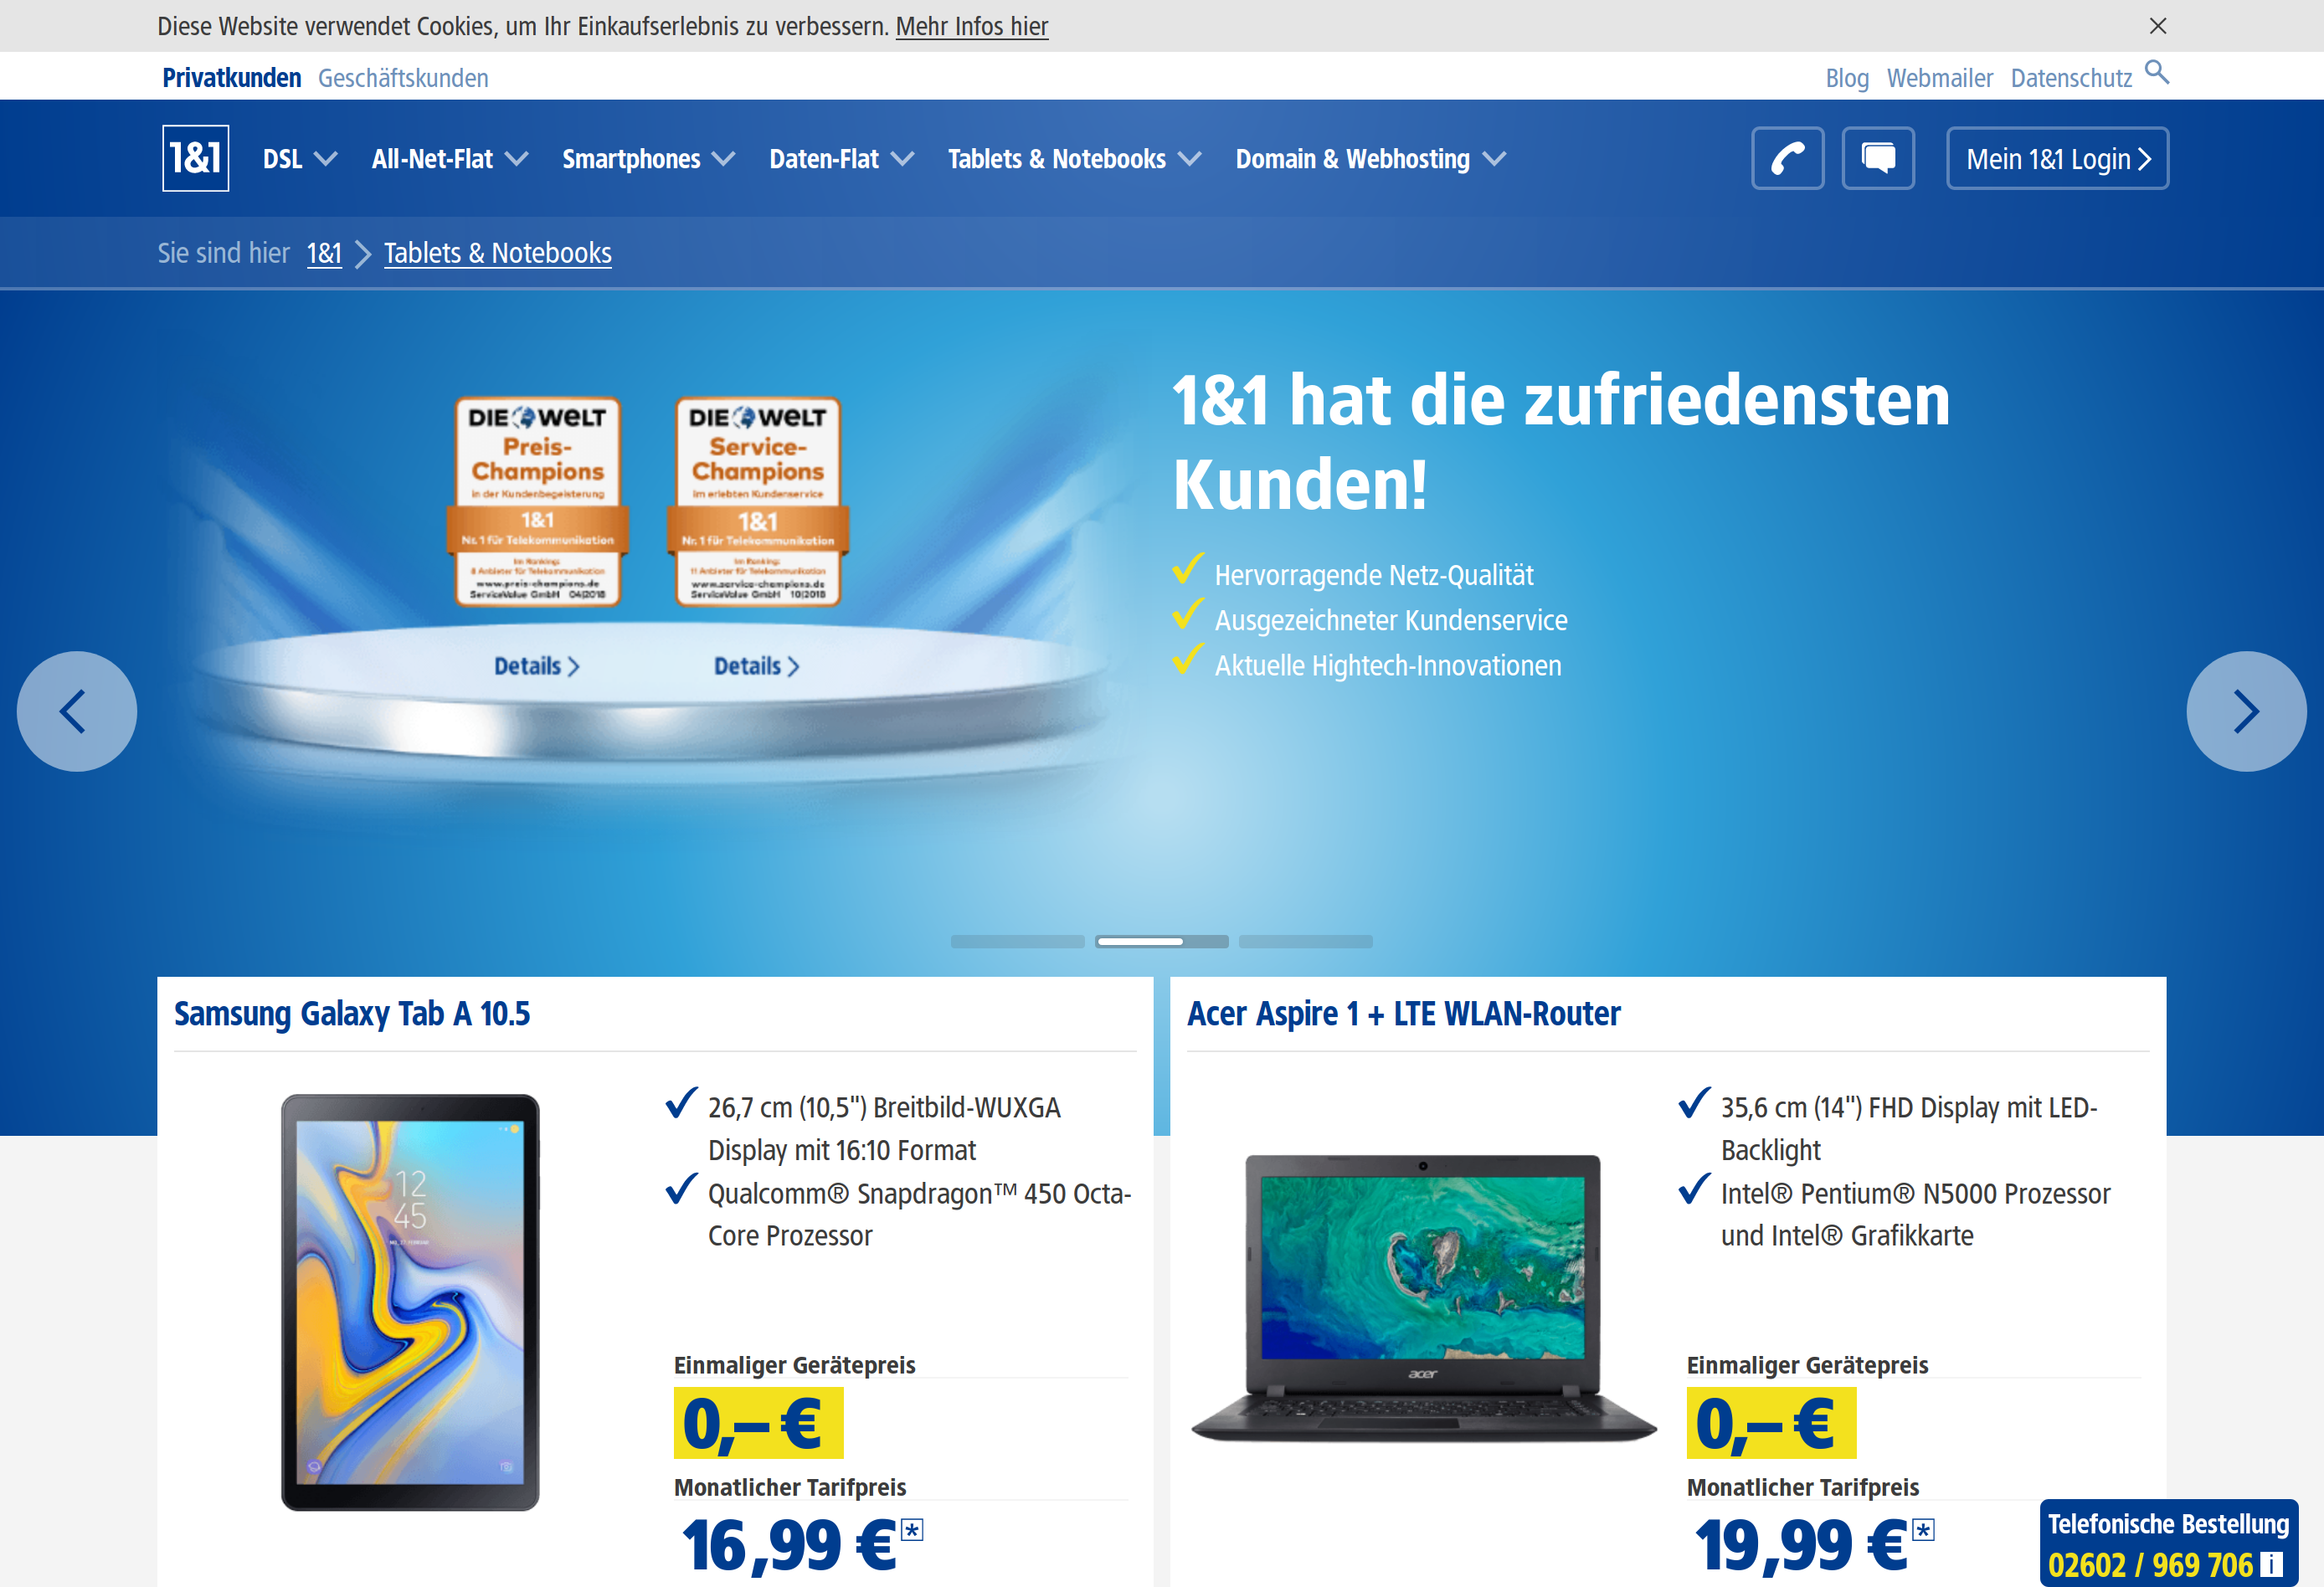 Diese Website verwendet Cookies, um Ihr Einkaufserlebnis zu verbessern. Mehr Infos hier
Privatkunden Geschäftskunden Blog Webmailer Datenschutz
1&1 DSL All-Net-Flat Smartphones Daten-Flat Tablets & Notebooks Domain & Webhosting Mein 1&1 Login
Sie sind hier 1&1 Tablets & Notebooks
DIE WELT
Preis-
Champions
in der Kundenbegeisterung
1&1
Nr. 1 für Telekommunikation
Im Ranking:
8 Anbieter für Telekommunikation
www.preis-champions.de
ServiceValue GmbH 04|2018
Details
DIE WELT
Service-
Champions
im erlebten Kundenservice
1&1
Nr. 1 für Telekommunikation
Im Ranking:
11 Anbieter für Telekommunikation
www.service-champions.de
ServiceValue GmbH 10|2018
Details
1&1 hat die zufriedensten
Kunden!
Hervorragende Netz-Qualität
Ausgezeichneter Kundenservice
Aktuelle Hightech-Innovationen
Samsung Galaxy Tab A 10.5
12
45
26,7 cm (10,5") Breitbild-WUXGA
Display mit 16:10 Format
Qualcomm® Snapdragon™ 450 Octa-
Core Prozessor
Einmaliger Gerätepreis
0,– €
Monatlicher Tarifpreis
16,99 €*
Acer Aspire 1 + LTE WLAN-Router
acer
35,6 cm (14") FHD Display mit LED-
Backlight
Intel® Pentium® N5000 Prozessor
und Intel® Grafikkarte
Einmaliger Gerätepreis
0,– €
Monatlicher Tarifpreis
19,99 €*
Telefonische Bestellung
02602 / 969 706 i